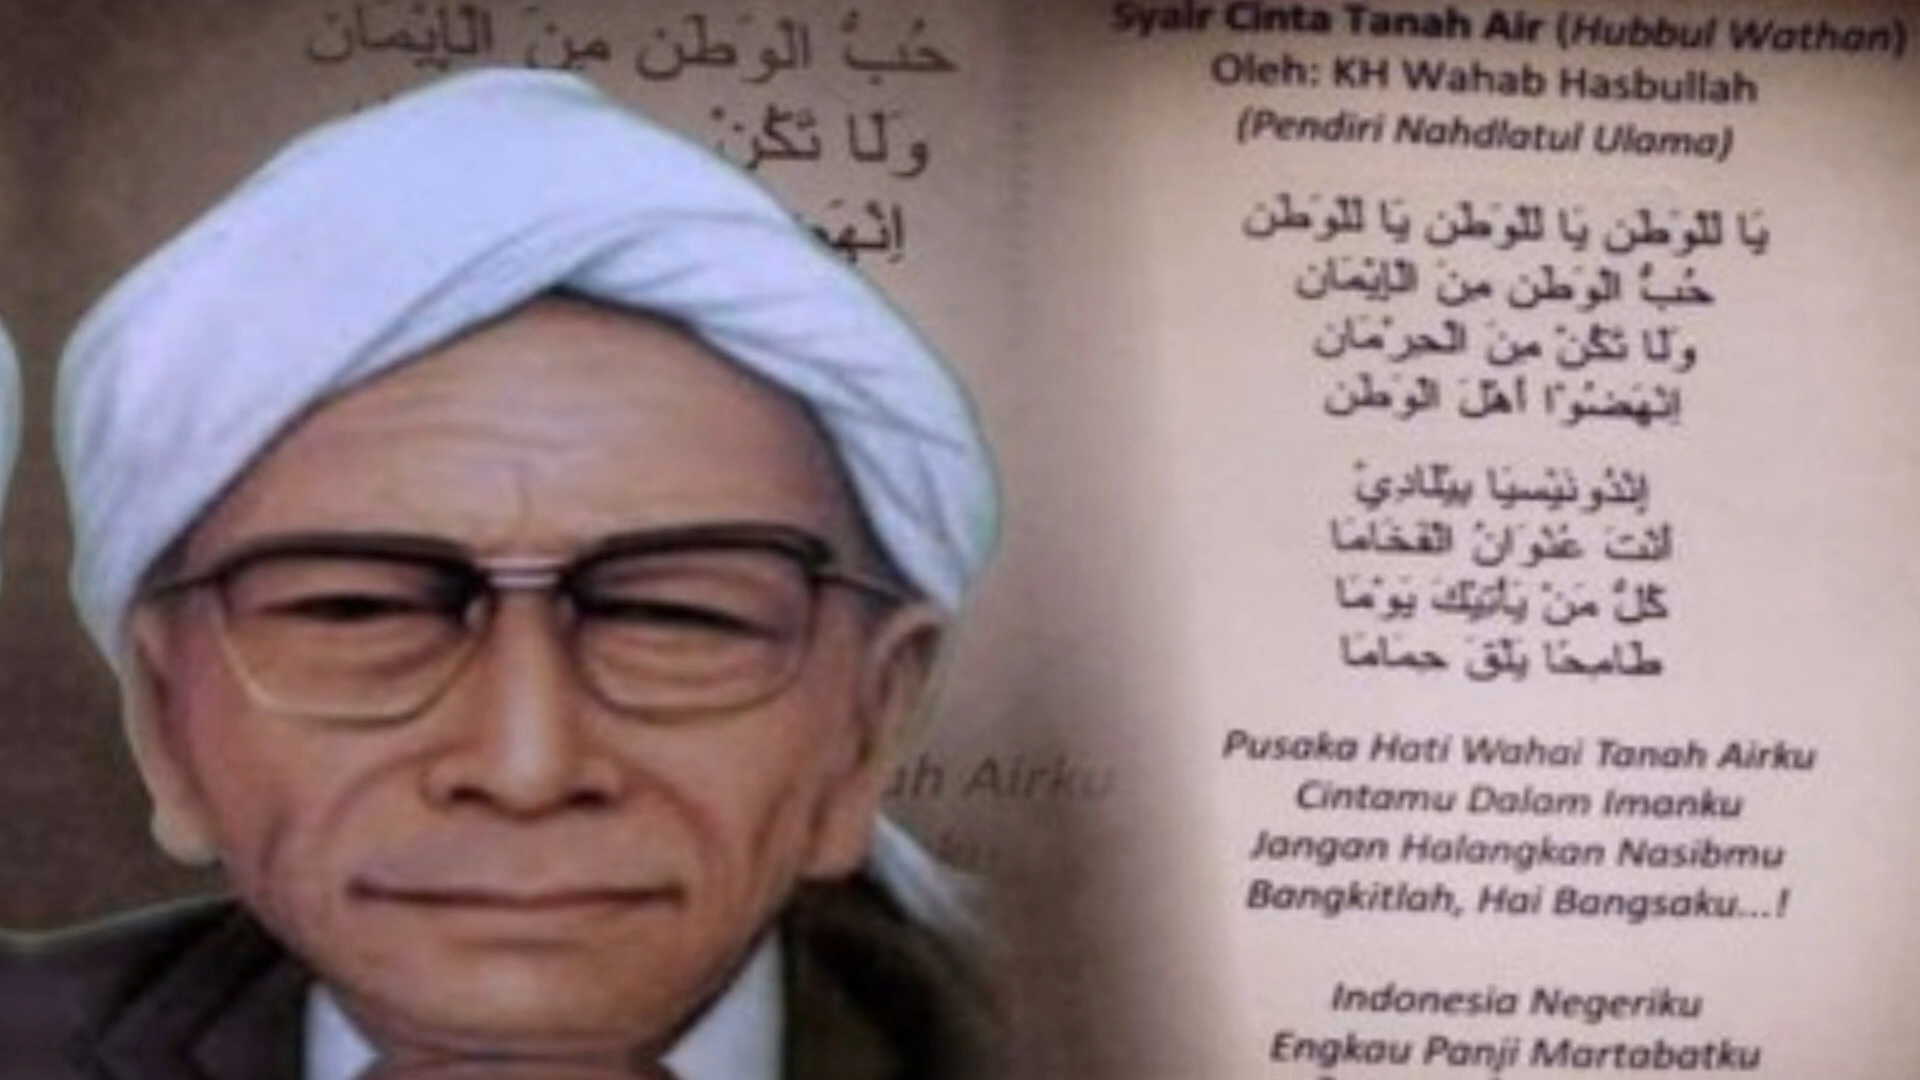 حُبُّ الْوَطَنِ مِنَ الْإِيْمَان
وَلَا تَكُنْ
Syair Cinta Tanah Air (Hubbul Wathan)
Oleh: KH Wahab Hasbullah
(Pendiri Nahdlatul Ulama)
يَا لَلْوَطَن يَا لَلْوَطَن يَا لَلْوَطَن
حُبُّ الْوَطَنِ مِنَ الْإِيْمَان
وَلَا تَكُنْ مِنَ الْحِرْمَان
اِنْهَضُوْا أَهْلَ الْوَطَن
إِنْدُونَيْسِيَا بِيْلَادِيْ
أَنْتَ عُنْوَانُ الْفَخَامَا
كُلُّ مَنْ يَأْتِيْكَ يَوْمَا
طَامِحًا يَلْقَ حِمَامَا
Pusaka Hati Wahai Tanah Airku
Cintamu Dalam Imanku
Jangan Halangkan Nasibmu
Bangkitlah, Hai Bangsaku...!
Indonesia Negeriku
Engkau Panji Martabatku
Airku